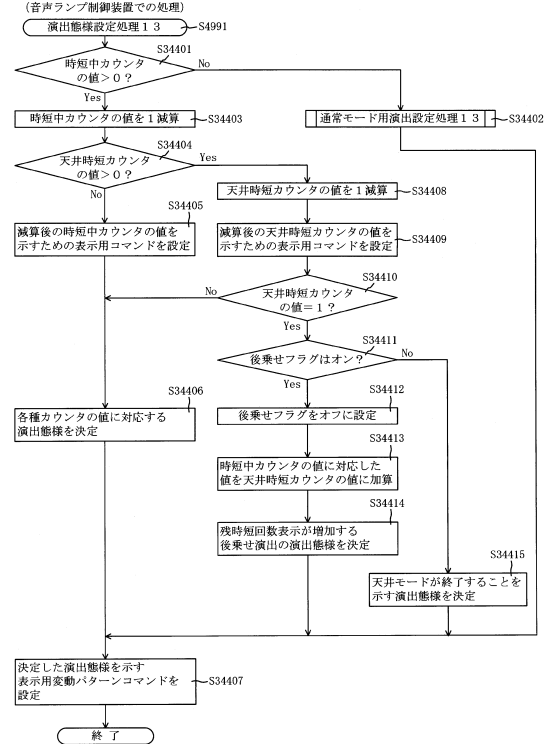 (音声ランプ制御装置での処理)
演出態様設定処理13
S4991
S34401
時短中カウンタ
の値>0?
No
Yes
時短中カウンタの値を1減算
S34403
通常モード用演出設定処理13
S34402
S34404
天井時短カウンタ
の値>0?
Yes
No
天井時短カウンタの値を1減算
S34408
S34405
減算後の時短中カウンタの値を
示すための表示用コマンドを設定
減算後の天井時短カウンタの値を
示すための表示用コマンドを設定
S34409
S34410
天井時短カウンタ
の値=1?
No
Yes
S34411
後乗せフラグはオン?
No
Yes
S34412
後乗せフラグをオフに設定
S34406
各種カウンタの値に対応する
演出態様を決定
S34413
時短中カウンタの値に対応した
値を天井時短カウンタの値に加算
S34414
残時短回数表示が増加する
後乗せ演出の演出態様を決定
S34415
天井モードが終了することを
示す演出態様を決定
決定した演出態様を示す
表示用変動パターンコマンドを
設定
S34407
終了